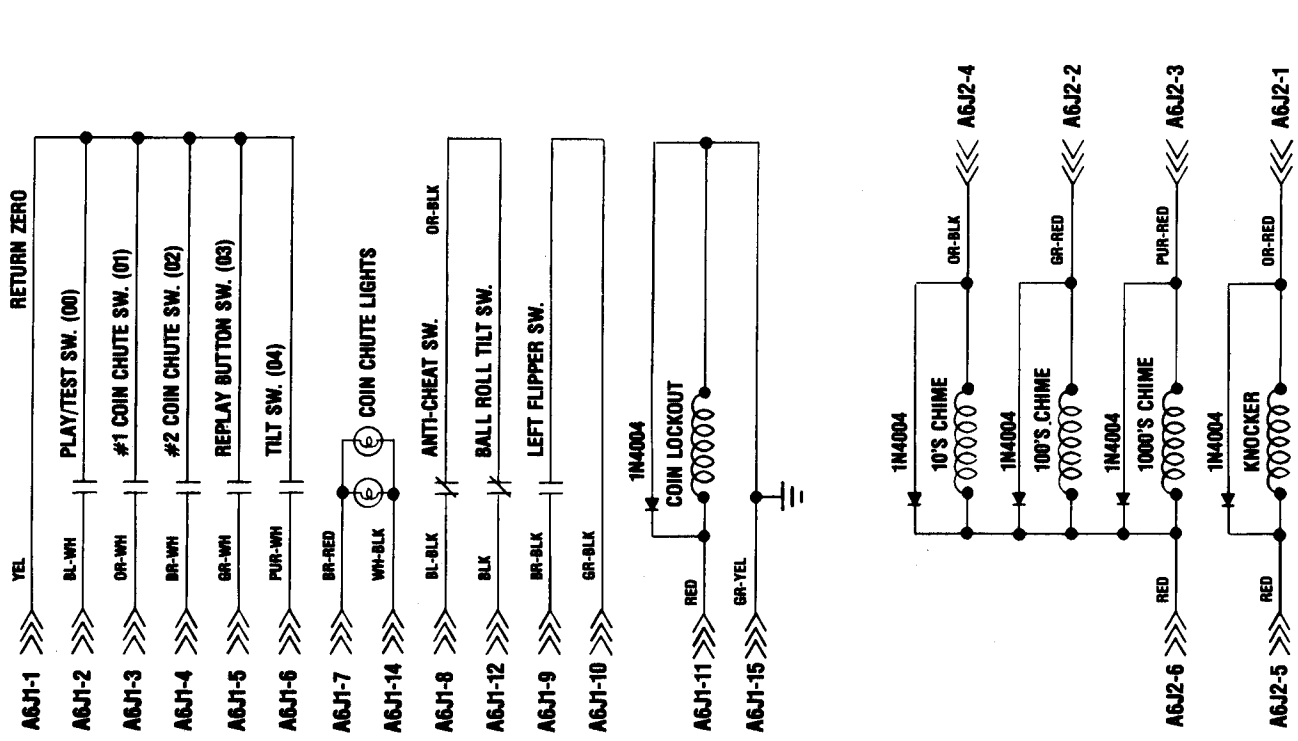 A6J1-1 YEL RETURN ZERO
A6J1-2 BL-WH PLAY/TEST SW. (00)
A6J1-3 OR-WH #1 COIN CHUTE SW. (01)
A6J1-4 BR-WH #2 COIN CHUTE SW. (02)
A6J1-5 GR-WH REPLAY BUTTON SW. (03)
A6J1-6 PUR-WH TILT SW. (04)
A6J1-7 BR-RED COIN CHUTE LIGHTS
A6J1-14 WH-BLK
A6J1-8 BL-BLK ANTI-CHEAT SW. OR-BLK
A6J1-12 BLK BALL ROLL TILT SW.
A6J1-9 BR-BLK LEFT FLIPPER SW.
A6J1-10 GR-BLK
1N4004
COIN LOCKOUT
A6J1-11 RED
A6J1-15 GR-YEL
1N4004
10'S CHIME OR-BLK A6J2-4
1N4004
100'S CHIME GR-RED A6J2-2
1N4004
1000'S CHIME PUR-RED A6J2-3
A6J2-6 RED
1N4004
KNOCKER OR-RED A6J2-1
A6J2-5 RED